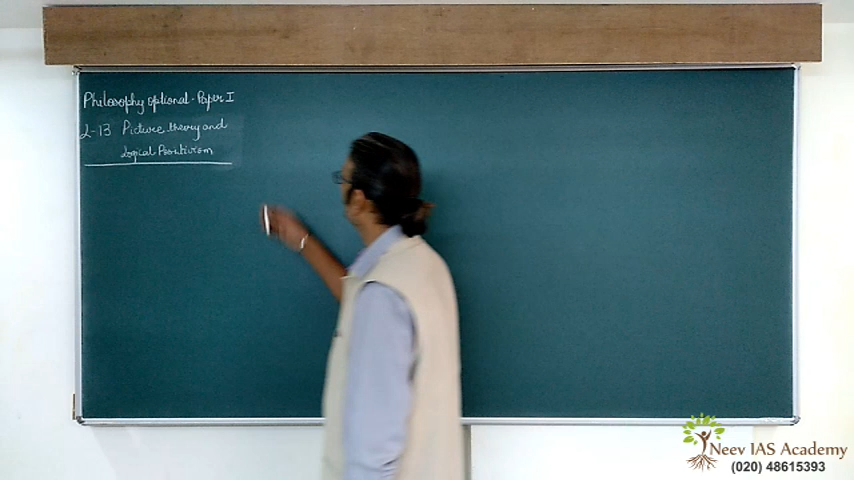 Philosophy optional - Paper I
L-13 Picture theory and
Logical Positivism
Neev IAS Academy
(020) 48615393